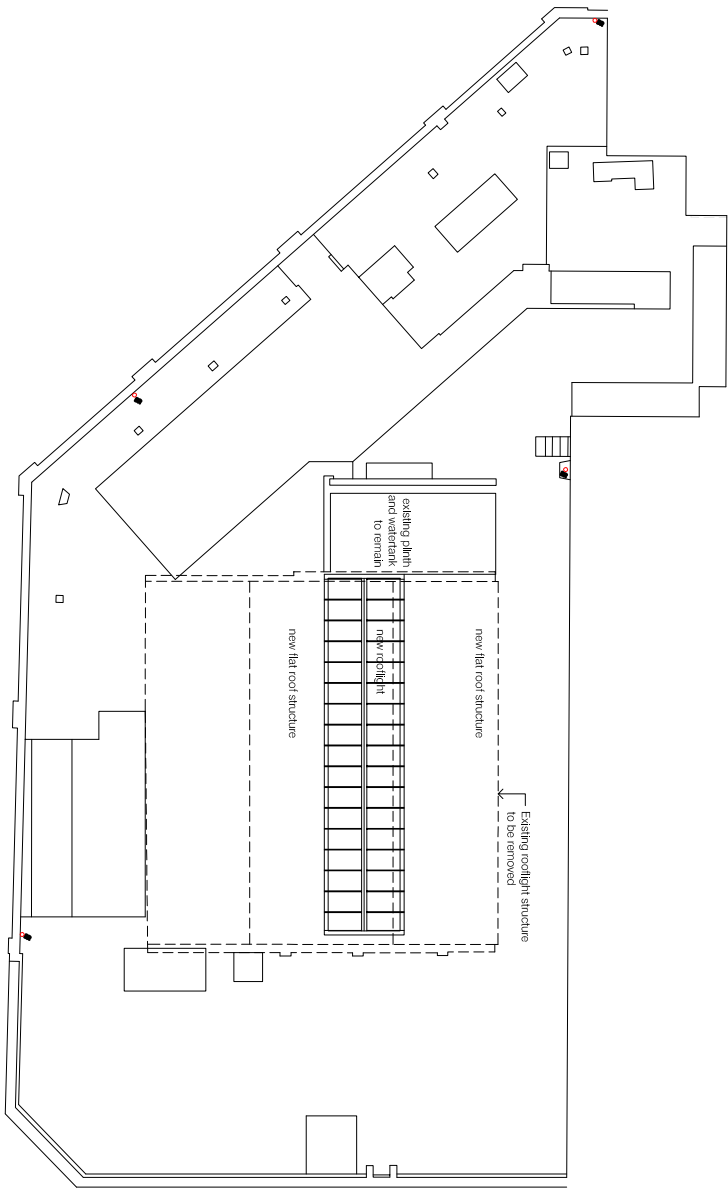 existing plinth
and watertank
to remain
new flat roof structure
new rooflight
new flat roof structure
Existing rooflight structure
to be removed